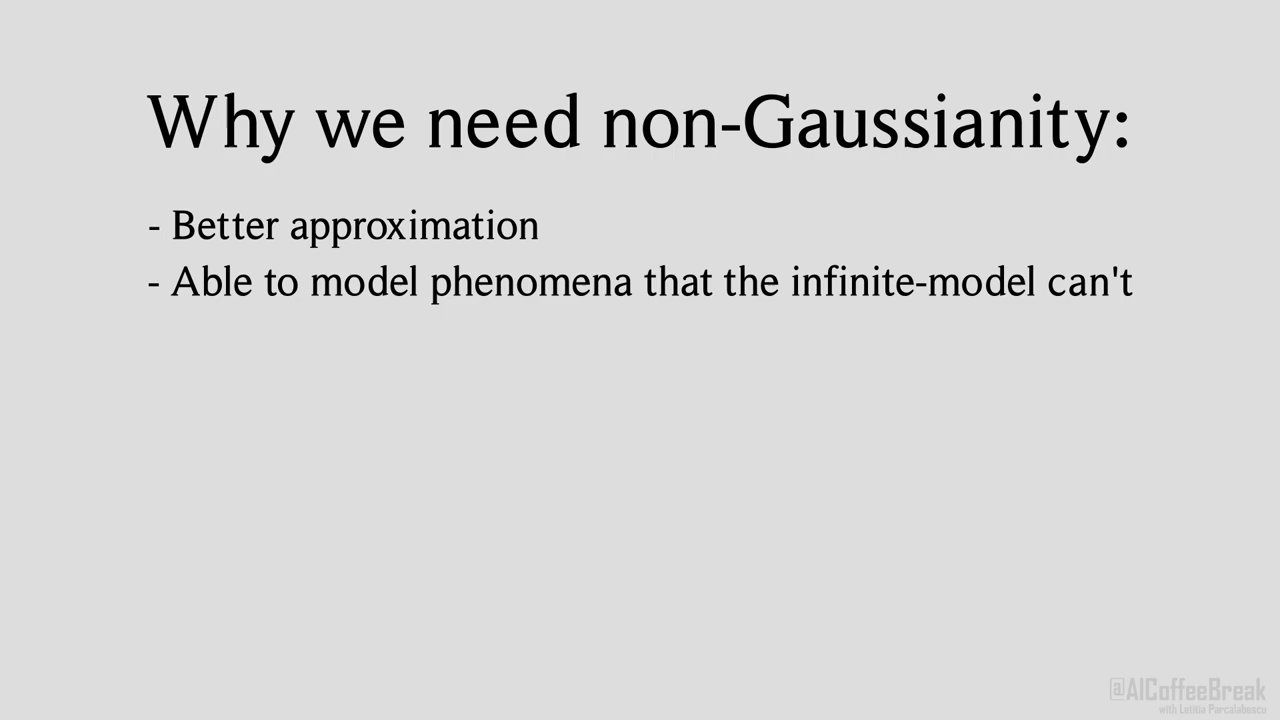 Why we need non-Gaussianity:
- Better approximation
- Able to model phenomena that the infinite-model can't
@AICoffeeBreak
with Letitia Parcalabescu